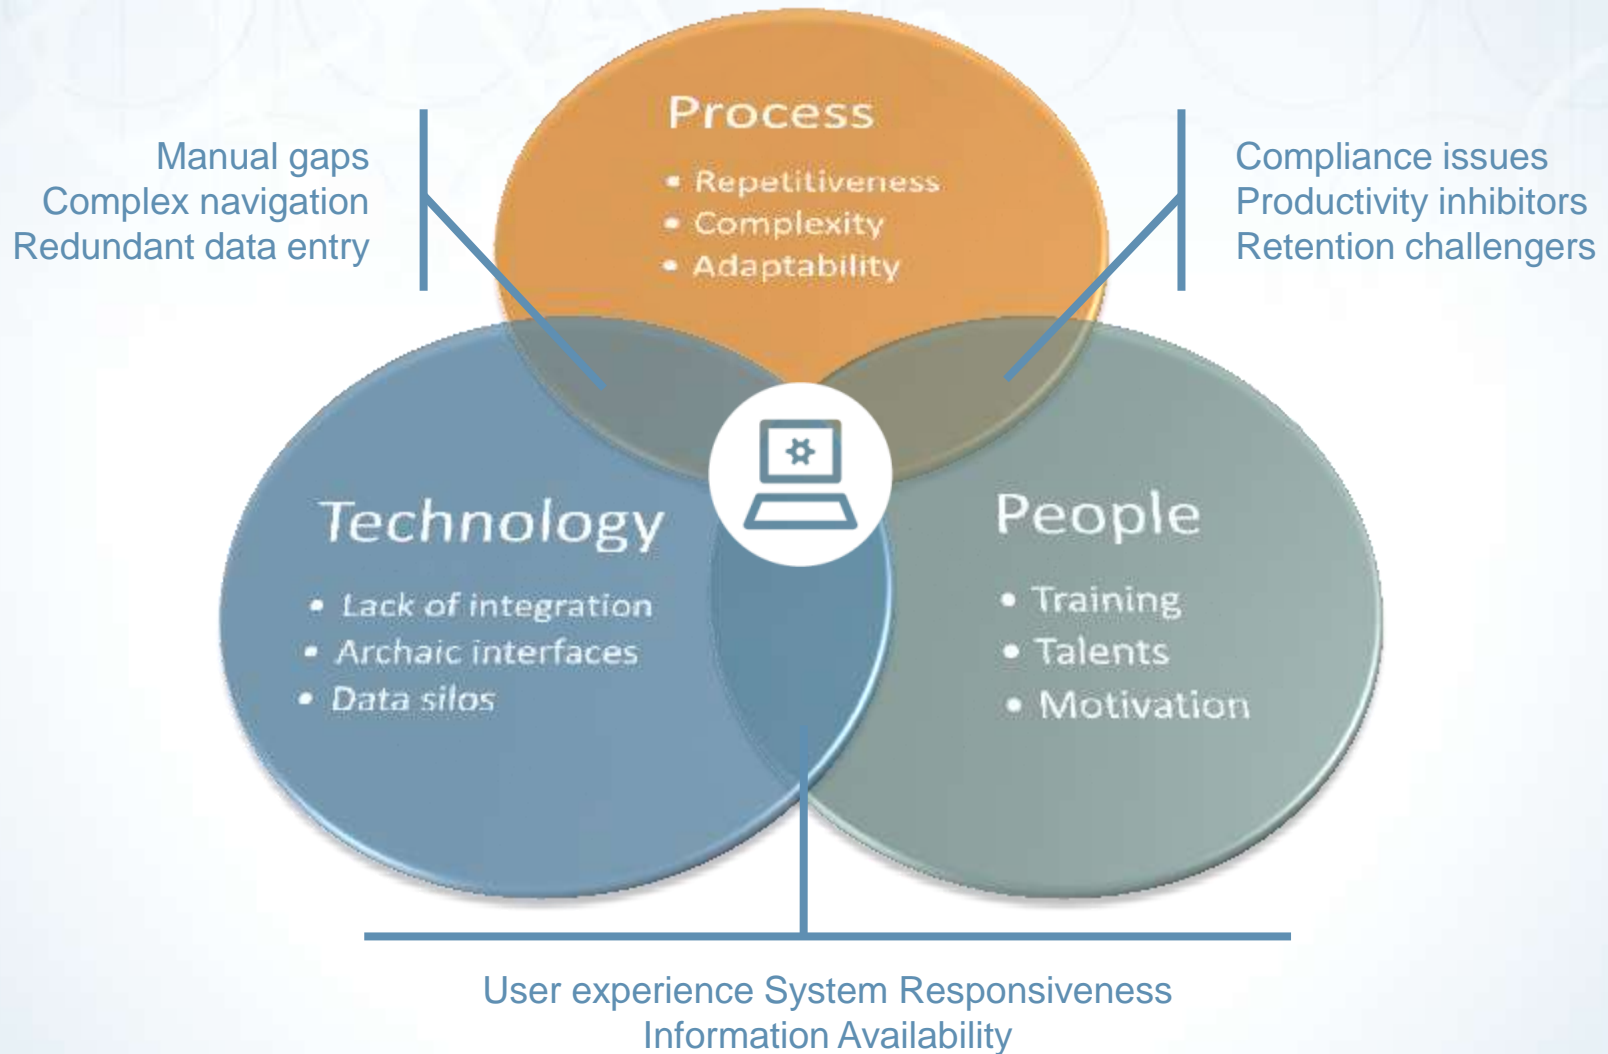 Process
• Repetitiveness
• Complexity
• Adaptability
Manual gaps
Complex navigation
Redundant data entry
Compliance issues
Productivity inhibitors
Retention challengers
Technology
• Lack of integration
• Archaic interfaces
• Data silos
People
• Training
• Talents
• Motivation
User experience System Responsiveness
Information Availability